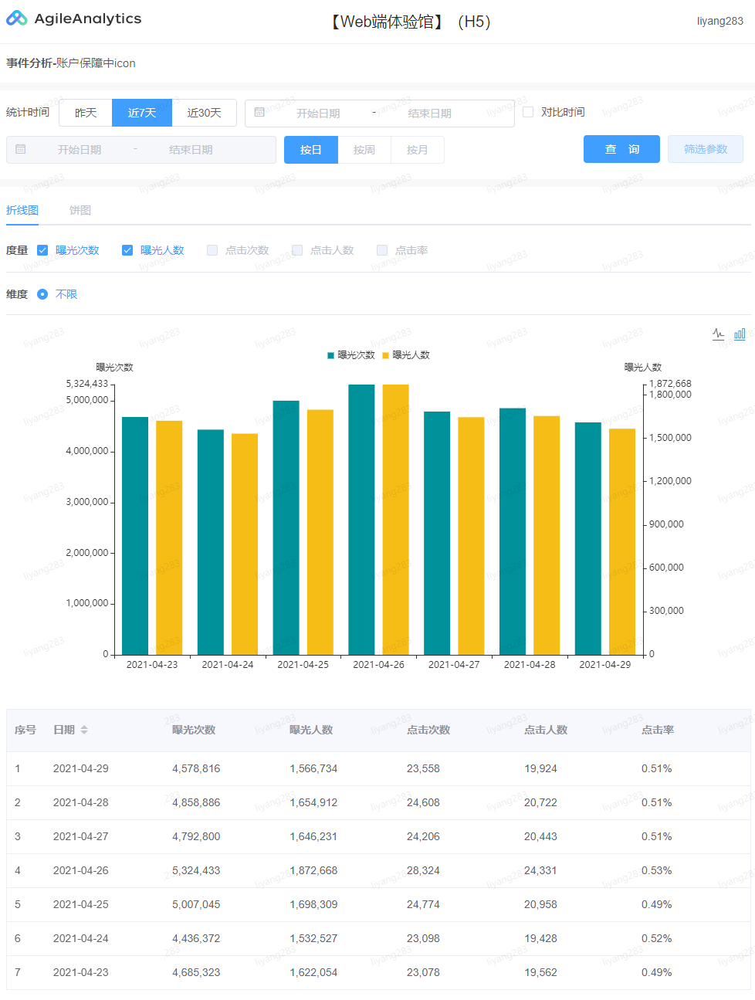 AgileAnalytics
【Web端体验馆】（H5）
liyang283
事件分析-账户保障中icon
统计时间 昨天 近7天 近30天 开始日期 - 结束日期 对比时间
开始日期 - 结束日期 按日 按周 按月 查 询 筛选参数
折线图 饼图
度量 曝光次数 曝光人数 点击次数 点击人数 点击率
维度 不限
曝光次数 曝光人数
曝光次数 曝光人数
5,324,433
5,000,000
4,000,000
3,000,000
2,000,000
1,000,000
0
1,872,668
1,800,000
1,500,000
1,200,000
900,000
600,000
300,000
0
2021-04-23 2021-04-24 2021-04-25 2021-04-26 2021-04-27 2021-04-28 2021-04-29
序号 日期 曝光次数 曝光人数 点击次数 点击人数 点击率
1 2021-04-29 4,578,816 1,566,734 23,558 19,924 0.51%
2 2021-04-28 4,858,886 1,654,912 24,608 20,722 0.51%
3 2021-04-27 4,792,800 1,646,231 24,206 20,443 0.51%
4 2021-04-26 5,324,433 1,872,668 28,324 24,331 0.53%
5 2021-04-25 5,007,045 1,698,309 24,774 20,958 0.49%
6 2021-04-24 4,436,372 1,532,527 23,098 19,428 0.52%
7 2021-04-23 4,685,323 1,622,054 23,078 19,562 0.49%